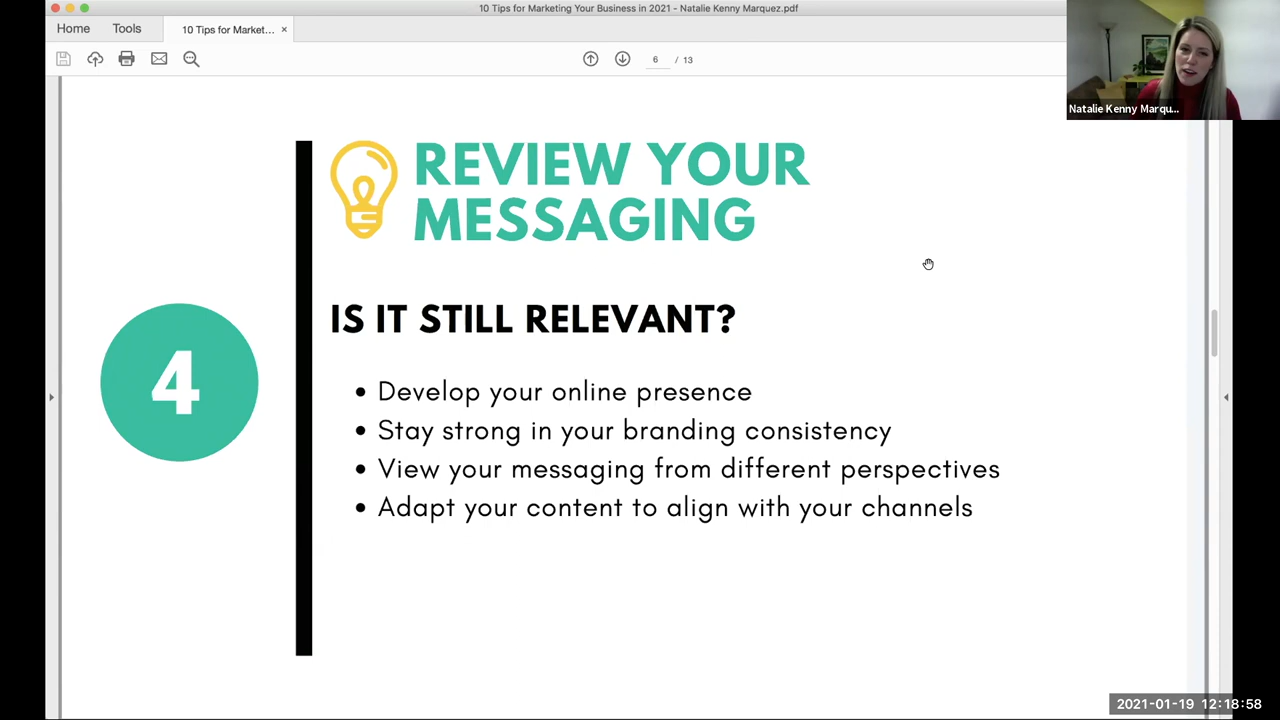 10 Tips for Marketing Your Business in 2021 - Natalie Kenny Marquez.pdf
Home Tools 10 Tips for Market... ×
6 / 13
Natalie Kenny Marqu...
REVIEW YOUR
MESSAGING
IS IT STILL RELEVANT?
4
• Develop your online presence
• Stay strong in your branding consistency
• View your messaging from different perspectives
• Adapt your content to align with your channels
2021-01-19 12:18:58